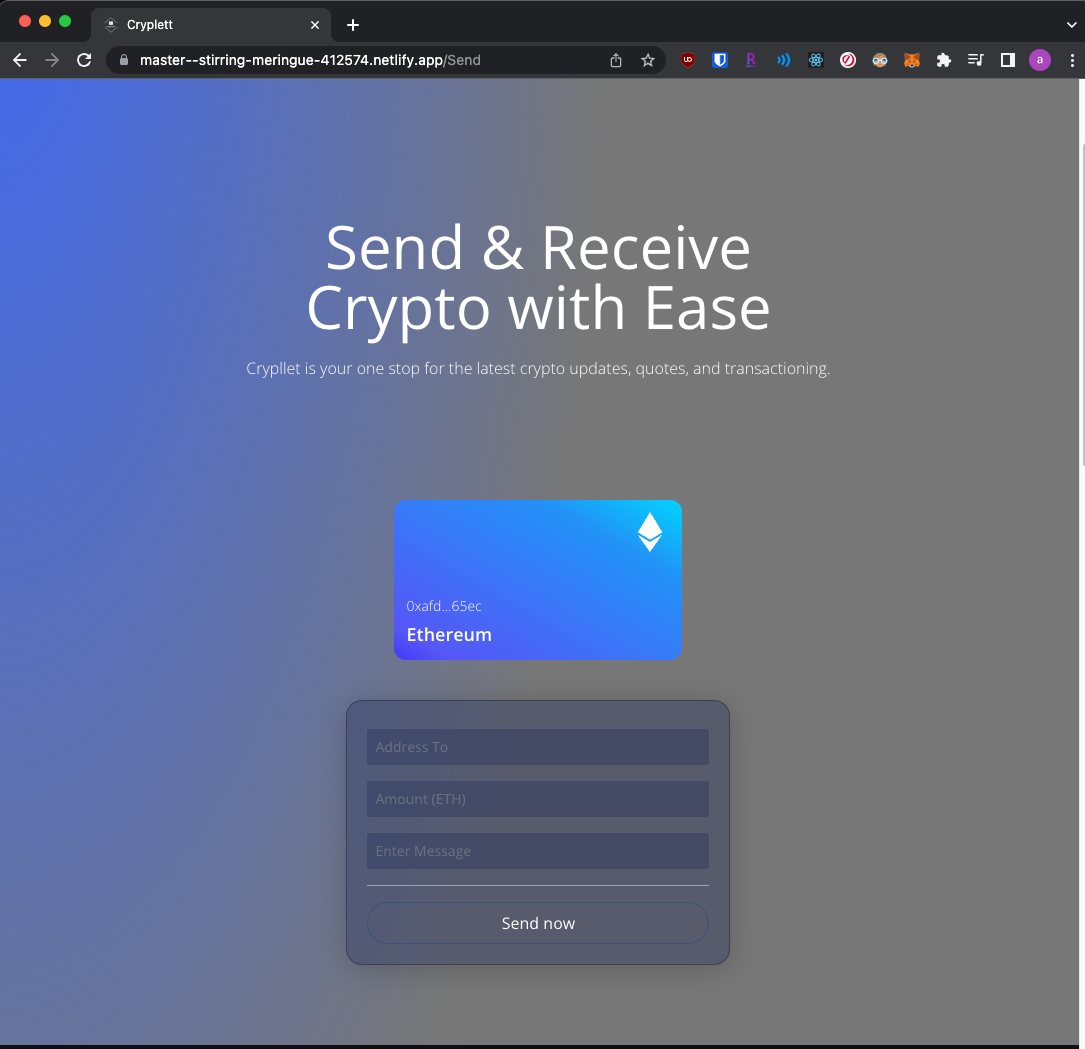 Cryplett
master--stirring-meringue-412574.netlify.app/Send
UD
R
a
Send & Receive
Crypto with Ease
Crypllet is your one stop for the latest crypto updates, quotes, and transactioning.
0xafd...65ec
Ethereum
Address To
Amount (ETH)
Enter Message
Send now